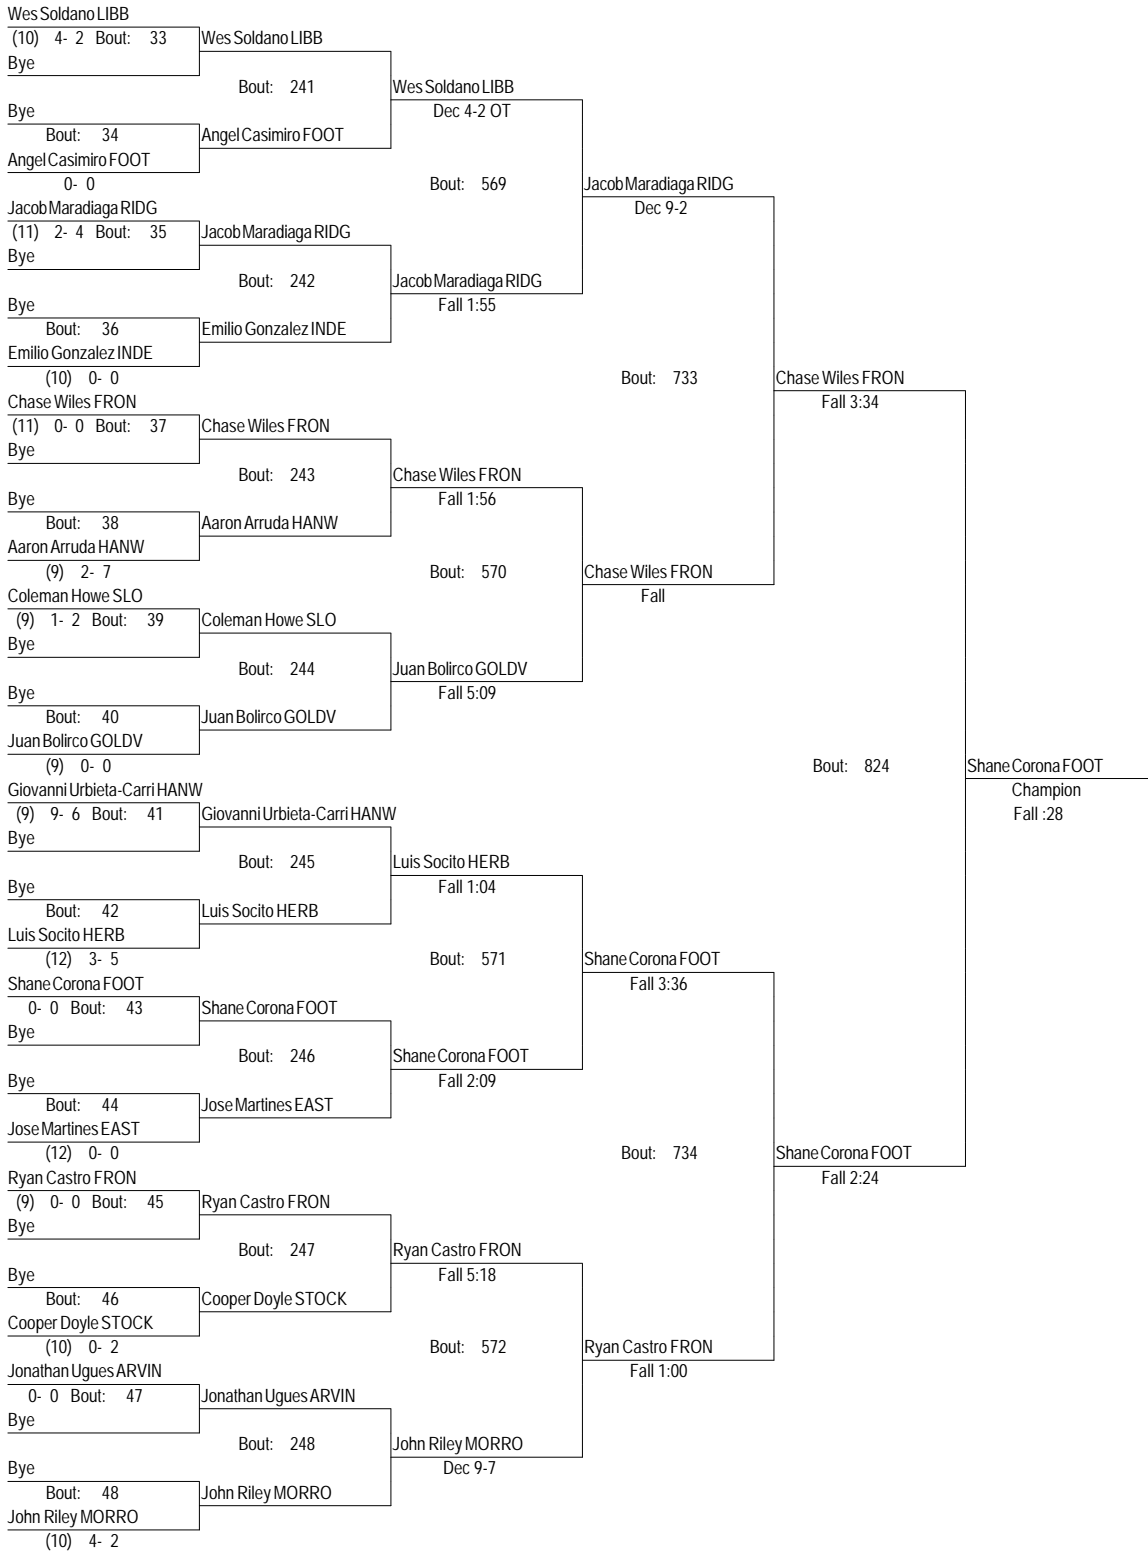 Wes Soldano LIBB
(10) 4- 2 Bout: 33 Wes Soldano LIBB
Bye
Bout: 241 Wes Soldano LIBB
Bye Dec 4-2 OT
Bout: 34 Angel Casimiro FOOT
Angel Casimiro FOOT
0- 0 Bout: 569 Jacob Maradiaga RIDG
Jacob Maradiaga RIDG Dec 9-2
(11) 2- 4 Bout: 35 Jacob Maradiaga RIDG
Bye
Bout: 242 Jacob Maradiaga RIDG
Bye Fall 1:55
Bout: 36 Emilio Gonzalez INDE
Emilio Gonzalez INDE
(10) 0- 0 Bout: 733 Chase Wiles FRON
Chase Wiles FRON Fall 3:34
(11) 0- 0 Bout: 37 Chase Wiles FRON
Bye
Bout: 243 Chase Wiles FRON
Bye Fall 1:56
Bout: 38 Aaron Arruda HANW
Aaron Arruda HANW
(9) 2- 7 Bout: 570 Chase Wiles FRON
Coleman Howe SLO Fall
(9) 1- 2 Bout: 39 Coleman Howe SLO
Bye
Bout: 244 Juan Bolirco GOLDV
Bye Fall 5:09
Bout: 40 Juan Bolirco GOLDV
Juan Bolirco GOLDV
(9) 0- 0 Bout: 824 Shane Corona FOOT
Giovanni Urbieta-Carri HANW Champion
(9) 9- 6 Bout: 41 Giovanni Urbieta-Carri HANW Fall :28
Bye
Bout: 245 Luis Socito HERB
Bye Fall 1:04
Bout: 42 Luis Socito HERB
Luis Socito HERB
(12) 3- 5 Bout: 571 Shane Corona FOOT
Shane Corona FOOT Fall 3:36
0- 0 Bout: 43 Shane Corona FOOT
Bye
Bout: 246 Shane Corona FOOT
Bye Fall 2:09
Bout: 44 Jose Martines EAST
Jose Martines EAST
(12) 0- 0 Bout: 734 Shane Corona FOOT
Ryan Castro FRON Fall 2:24
(9) 0- 0 Bout: 45 Ryan Castro FRON
Bye
Bout: 247 Ryan Castro FRON
Bye Fall 5:18
Bout: 46 Cooper Doyle STOCK
Cooper Doyle STOCK
(10) 0- 2 Bout: 572 Ryan Castro FRON
Jonathan Ugues ARVIN Fall 1:00
0- 0 Bout: 47 Jonathan Ugues ARVIN
Bye
Bout: 248 John Riley MORRO
Bye Dec 9-7
Bout: 48 John Riley MORRO
John Riley MORRO
(10) 4- 2